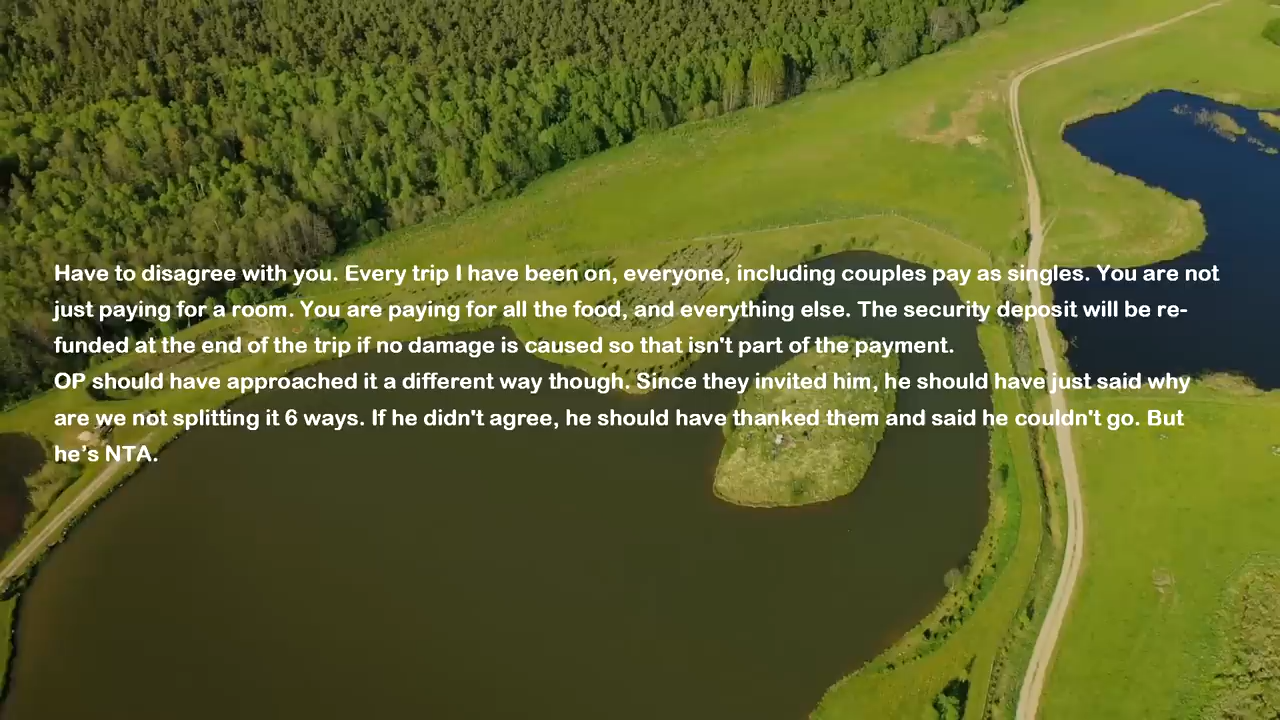 Have to disagree with you. Every trip I have been on, everyone, including couples pay as singles. You are not
just paying for a room. You are paying for all the food, and everything else. The security deposit will be re-
funded at the end of the trip if no damage is caused so that isn't part of the payment.
OP should have approached it a different way though. Since they invited him, he should have just said why
are we not splitting it 6 ways. If he didn't agree, he should have thanked them and said he couldn't go. But
he's NTA.